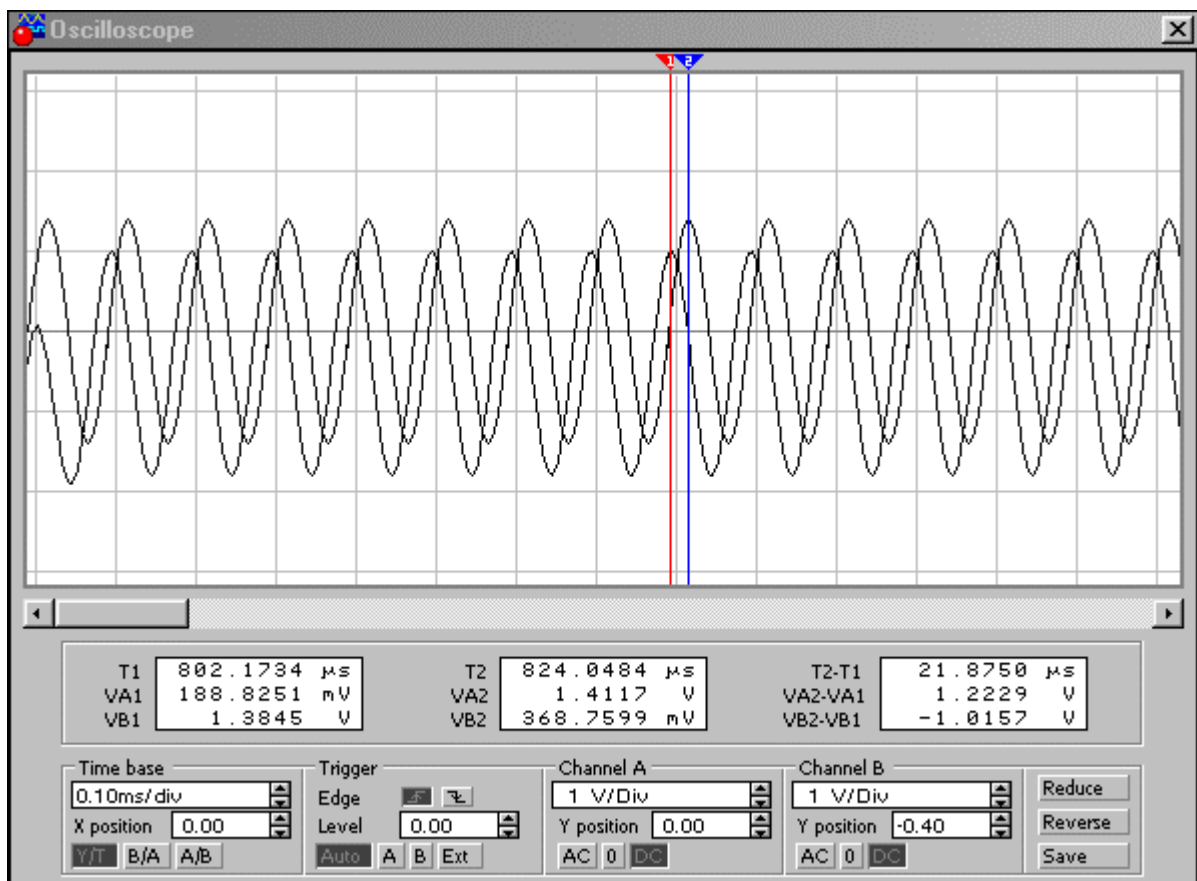 Oscilloscope
1 2
T1 802.1734 µs T2 824.0484 µs T2-T1 21.8750 µs
VA1 188.8251 mV VA2 1.4117 V VA2-VA1 1.2229 V
VB1 1.3845 V VB2 368.7599 mV VB2-VB1 -1.0157 V
Time base Trigger Channel A Channel B
0.10ms/div Edge 1 V/Div 1 V/Div Reduce
X position 0.00 Level 0.00 Y position 0.00 Y position -0.40 Reverse
Y/T B/A A/B Auto A B Ext AC 0 DC AC 0 DC Save